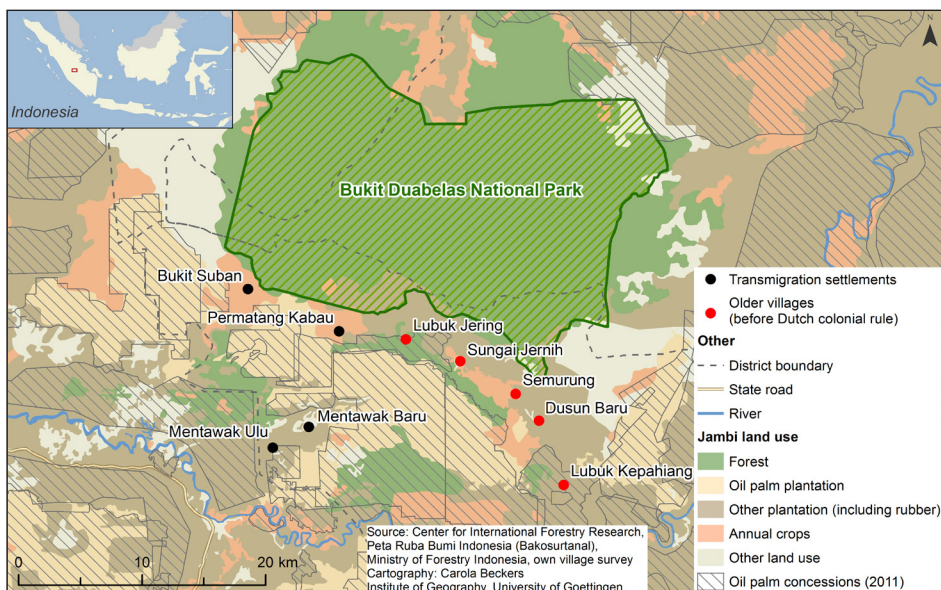 N
Indonesia
Bukit Duabelas National Park
Bukit Suban
Permatang Kabau
Lubuk Jering
Sungai Jernih
Semurung
Dusun Baru
Mentawak Baru
Mentawak Ulu
Lubuk Kepahiang
Transmigration settlements
Older villages
(before Dutch colonial rule)
Other
District boundary
State road
River
Jambi land use
Forest
Oil palm plantation
Other plantation (including rubber)
Annual crops
Other land use
Oil palm concessions (2011)
Source: Center for International Forestry Research,
Peta Ruba Bumi Indonesia (Bakosurtanal),
Ministry of Forestry Indonesia, own village survey
Cartography: Carola Beckers
Institute of Geography, University of Goettingen
0 10 20 km